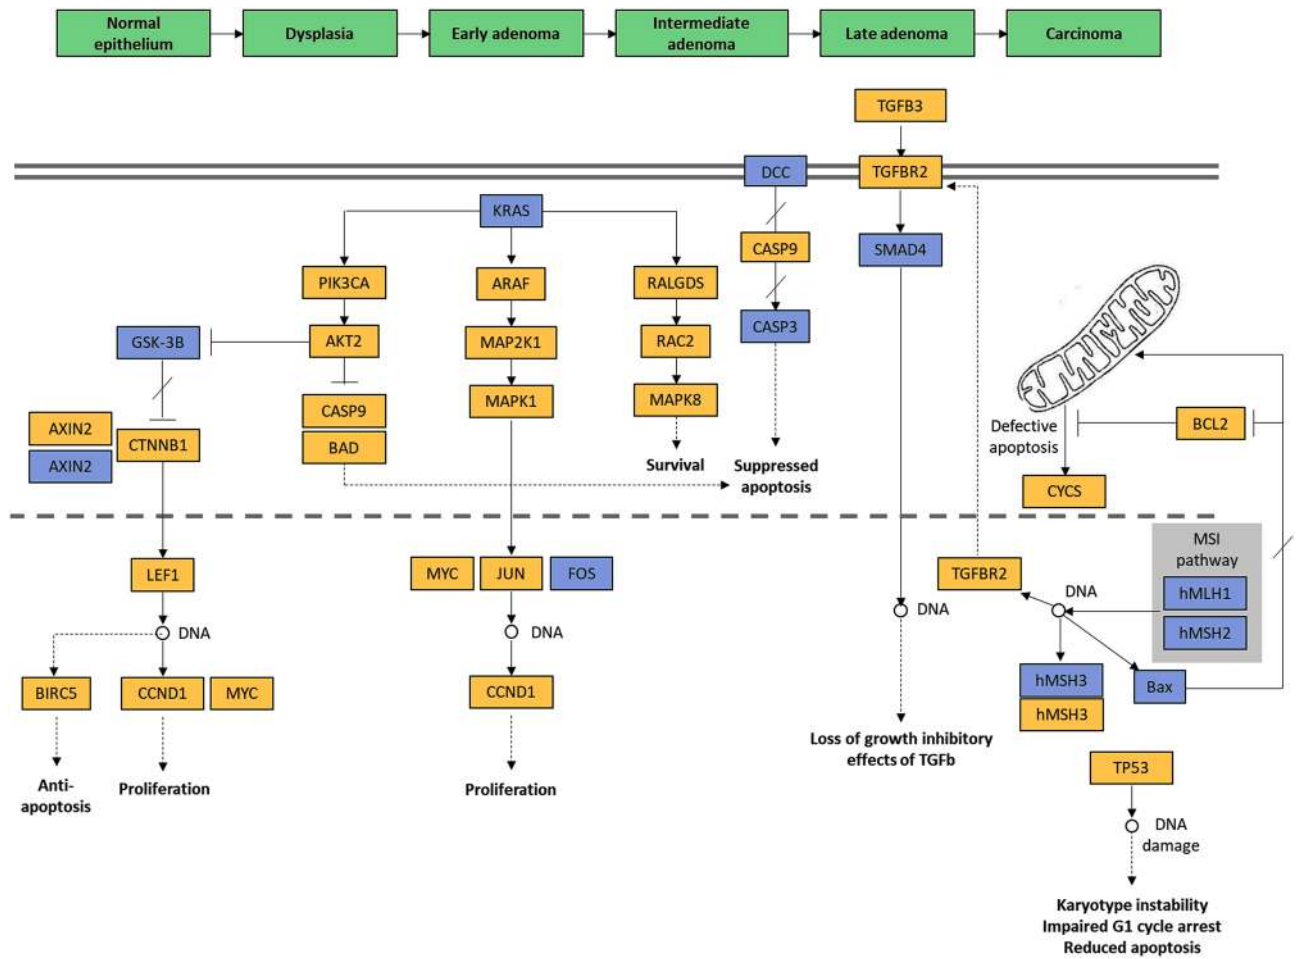 Normal
epithelium
Dysplasia
Early adenoma
Intermediate
adenoma
Late adenoma
Carcinoma
TGFB3
DCC
TGFBR2
KRAS
CASP9
SMAD4
PIK3CA
ARAF
RALGDS
CASP3
GSK-3B
AKT2
MAP2K1
RAC2
MAPK1
MAPK8
CASP9
BAD
AXIN2
AXIN2
CTNNB1
Survival
Suppressed
apoptosis
Defective
apoptosis
BCL2
CYCS
MSI
pathway
hMLH1
hMSH2
LEF1
MYC
JUN
FOS
TGFBR2
DNA
DNA
DNA
DNA
BIRC5
CCND1
MYC
CCND1
hMSH3
hMSH3
Bax
Anti-
apoptosis
Proliferation
Proliferation
Loss of growth inhibitory
effects of TGFb
TP53
DNA
damage
Karyotype instability
Impaired G1 cycle arrest
Reduced apoptosis